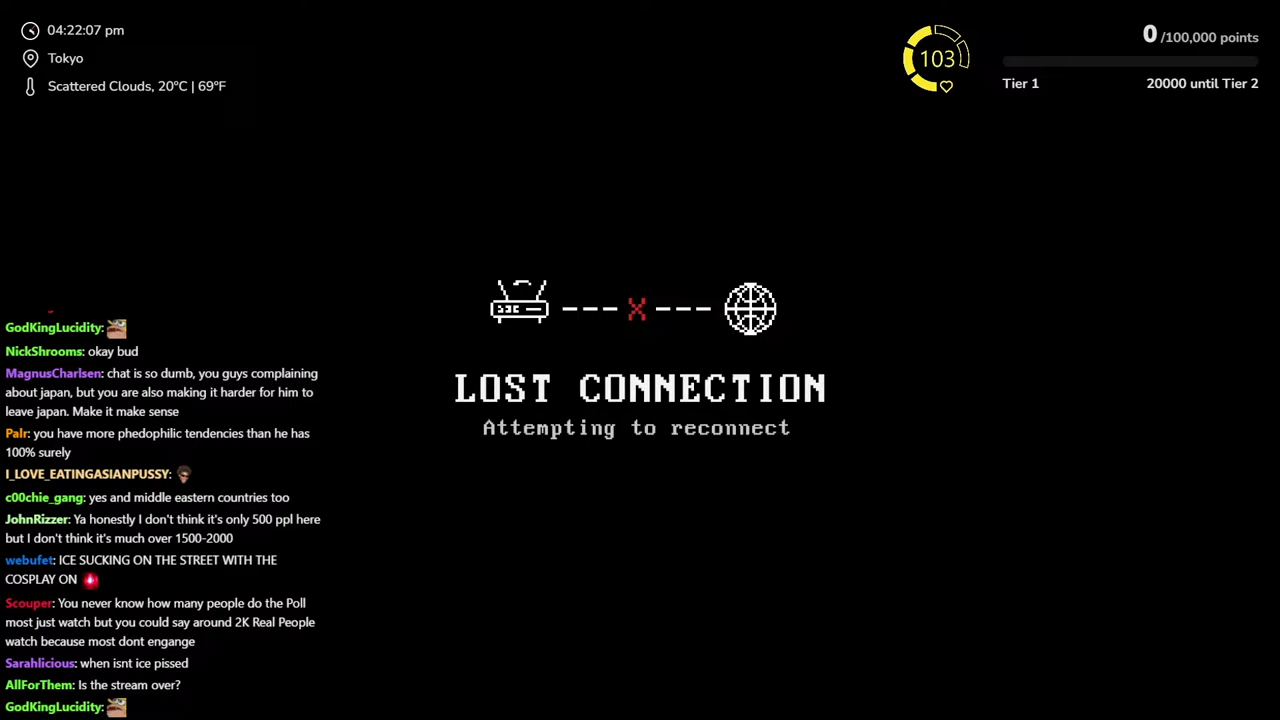 04:22:07 pm
Tokyo
Scattered Clouds, 20°C | 69°F
103
0 /100,000 points
Tier 1
20000 until Tier 2
LOST CONNECTION
Attempting to reconnect
GodKingLucidity:
NickShrooms: okay bud
MagnusCharlsen: chat is so dumb, you guys complaining
about japan, but you are also making it harder for him to
leave japan. Make it make sense
Palr: you have more phedophilic tendencies than he has
100% surely
I_LOVE_EATINGASIANPUSSY:
c00chie_gang: yes and middle eastern countries too
JohnRizzer: Ya honestly I don't think it's only 500 ppl here
but I don't think it's much over 1500-2000
webufet: ICE SUCKING ON THE STREET WITH THE
COSPLAY ON
Scouper: You never know how many people do the Poll
most just watch but you could say around 2K Real People
watch because most dont engange
Sarahlicious: when isnt ice pissed
AllForThem: Is the stream over?
GodKingLucidity: